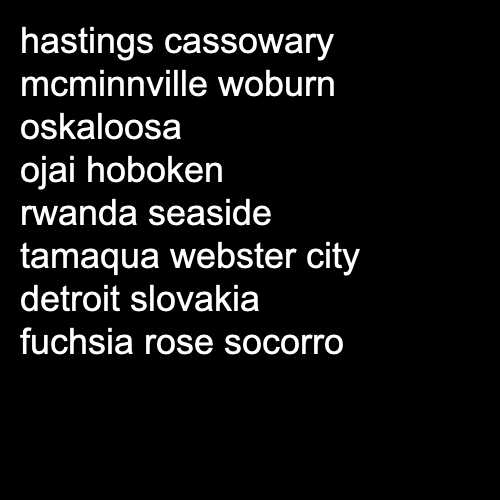 hastings cassowary
mcminnville woburn
oskaloosa
ojai hoboken
rwanda seaside
tamaqua webster city
detroit slovakia
fuchsia rose socorro